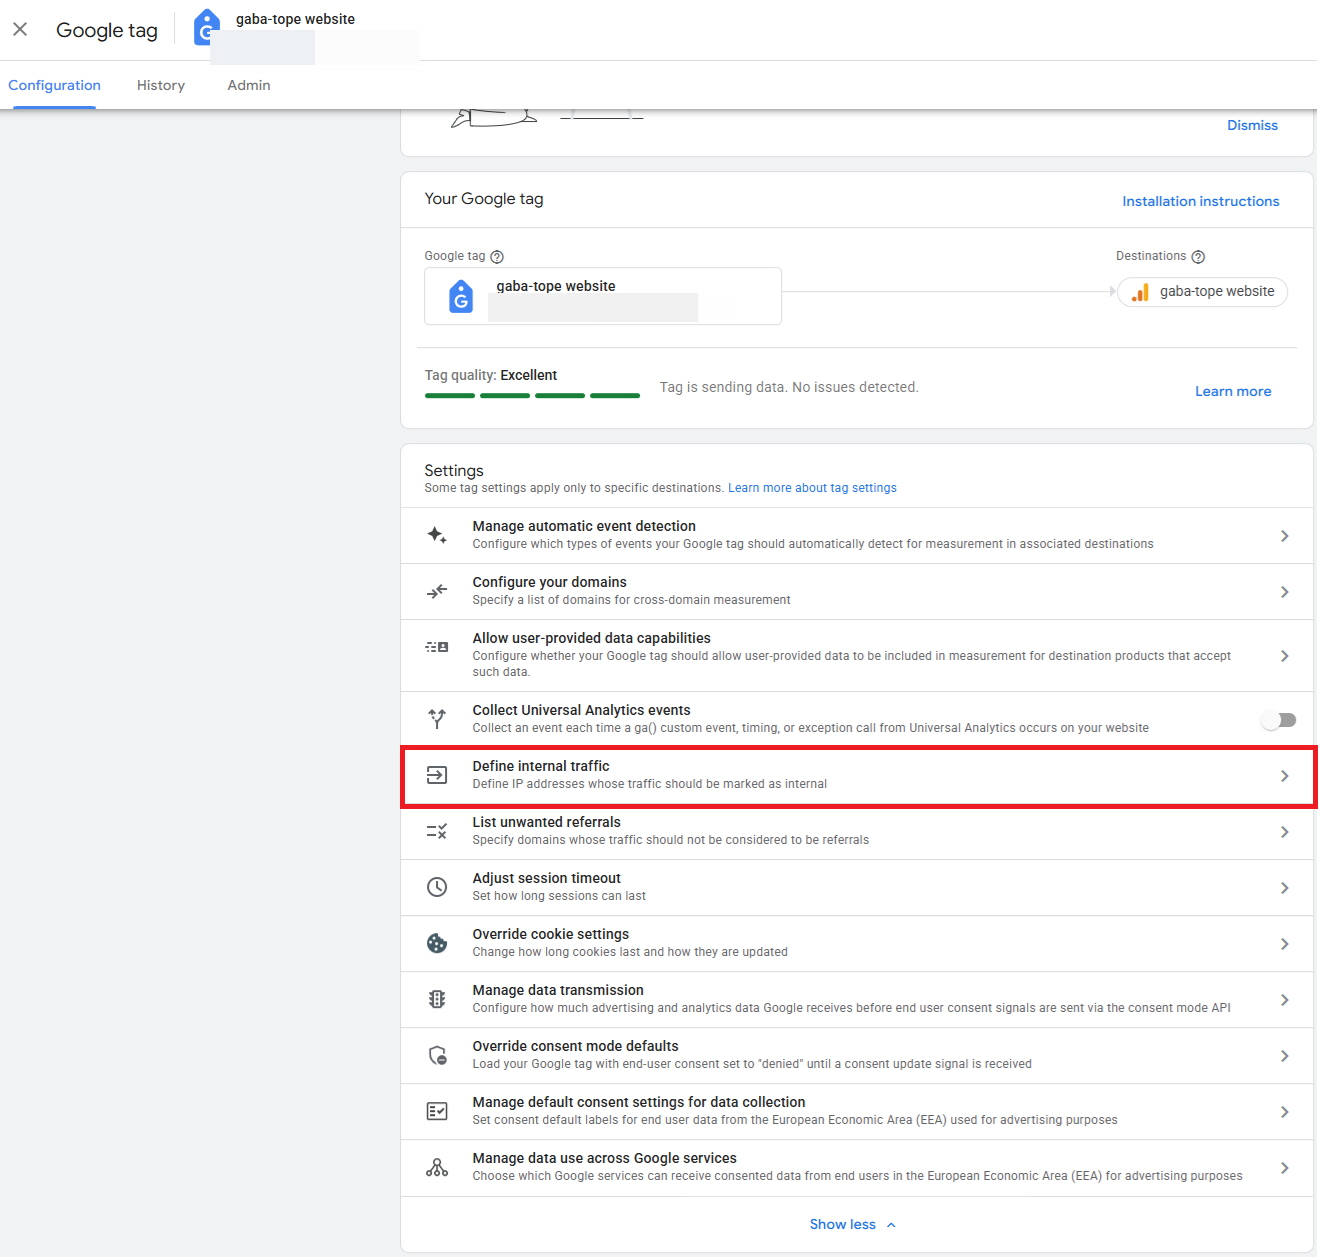 Google tag
gaba-tope website
Configuration
History
Admin
Dismiss
Your Google tag
Installation instructions
Google tag
Destinations
gaba-tope website
gaba-tope website
Tag quality: Excellent
Tag is sending data. No issues detected.
Learn more
Settings
Some tag settings apply only to specific destinations. Learn more about tag settings
Manage automatic event detection
Configure which types of events your Google tag should automatically detect for measurement in associated destinations
Configure your domains
Specify a list of domains for cross-domain measurement
Allow user-provided data capabilities
Configure whether your Google tag should allow user-provided data to be included in measurement for destination products that accept
such data.
Collect Universal Analytics events
Collect an event each time a ga() custom event, timing, or exception call from Universal Analytics occurs on your website
Define internal traffic
Define IP addresses whose traffic should be marked as internal
List unwanted referrals
Specify domains whose traffic should not be considered to be referrals
Adjust session timeout
Set how long sessions can last
Override cookie settings
Change how long cookies last and how they are updated
Manage data transmission
Configure how much advertising and analytics data Google receives before end user consent signals are sent via the consent mode API
Override consent mode defaults
Load your Google tag with end-user consent set to "denied" until a consent update signal is received
Manage default consent settings for data collection
Set consent default labels for end user data from the European Economic Area (EEA) used for advertising purposes
Manage data use across Google services
Choose which Google services can receive consented data from end users in the European Economic Area (EEA) for advertising purposes
Show less